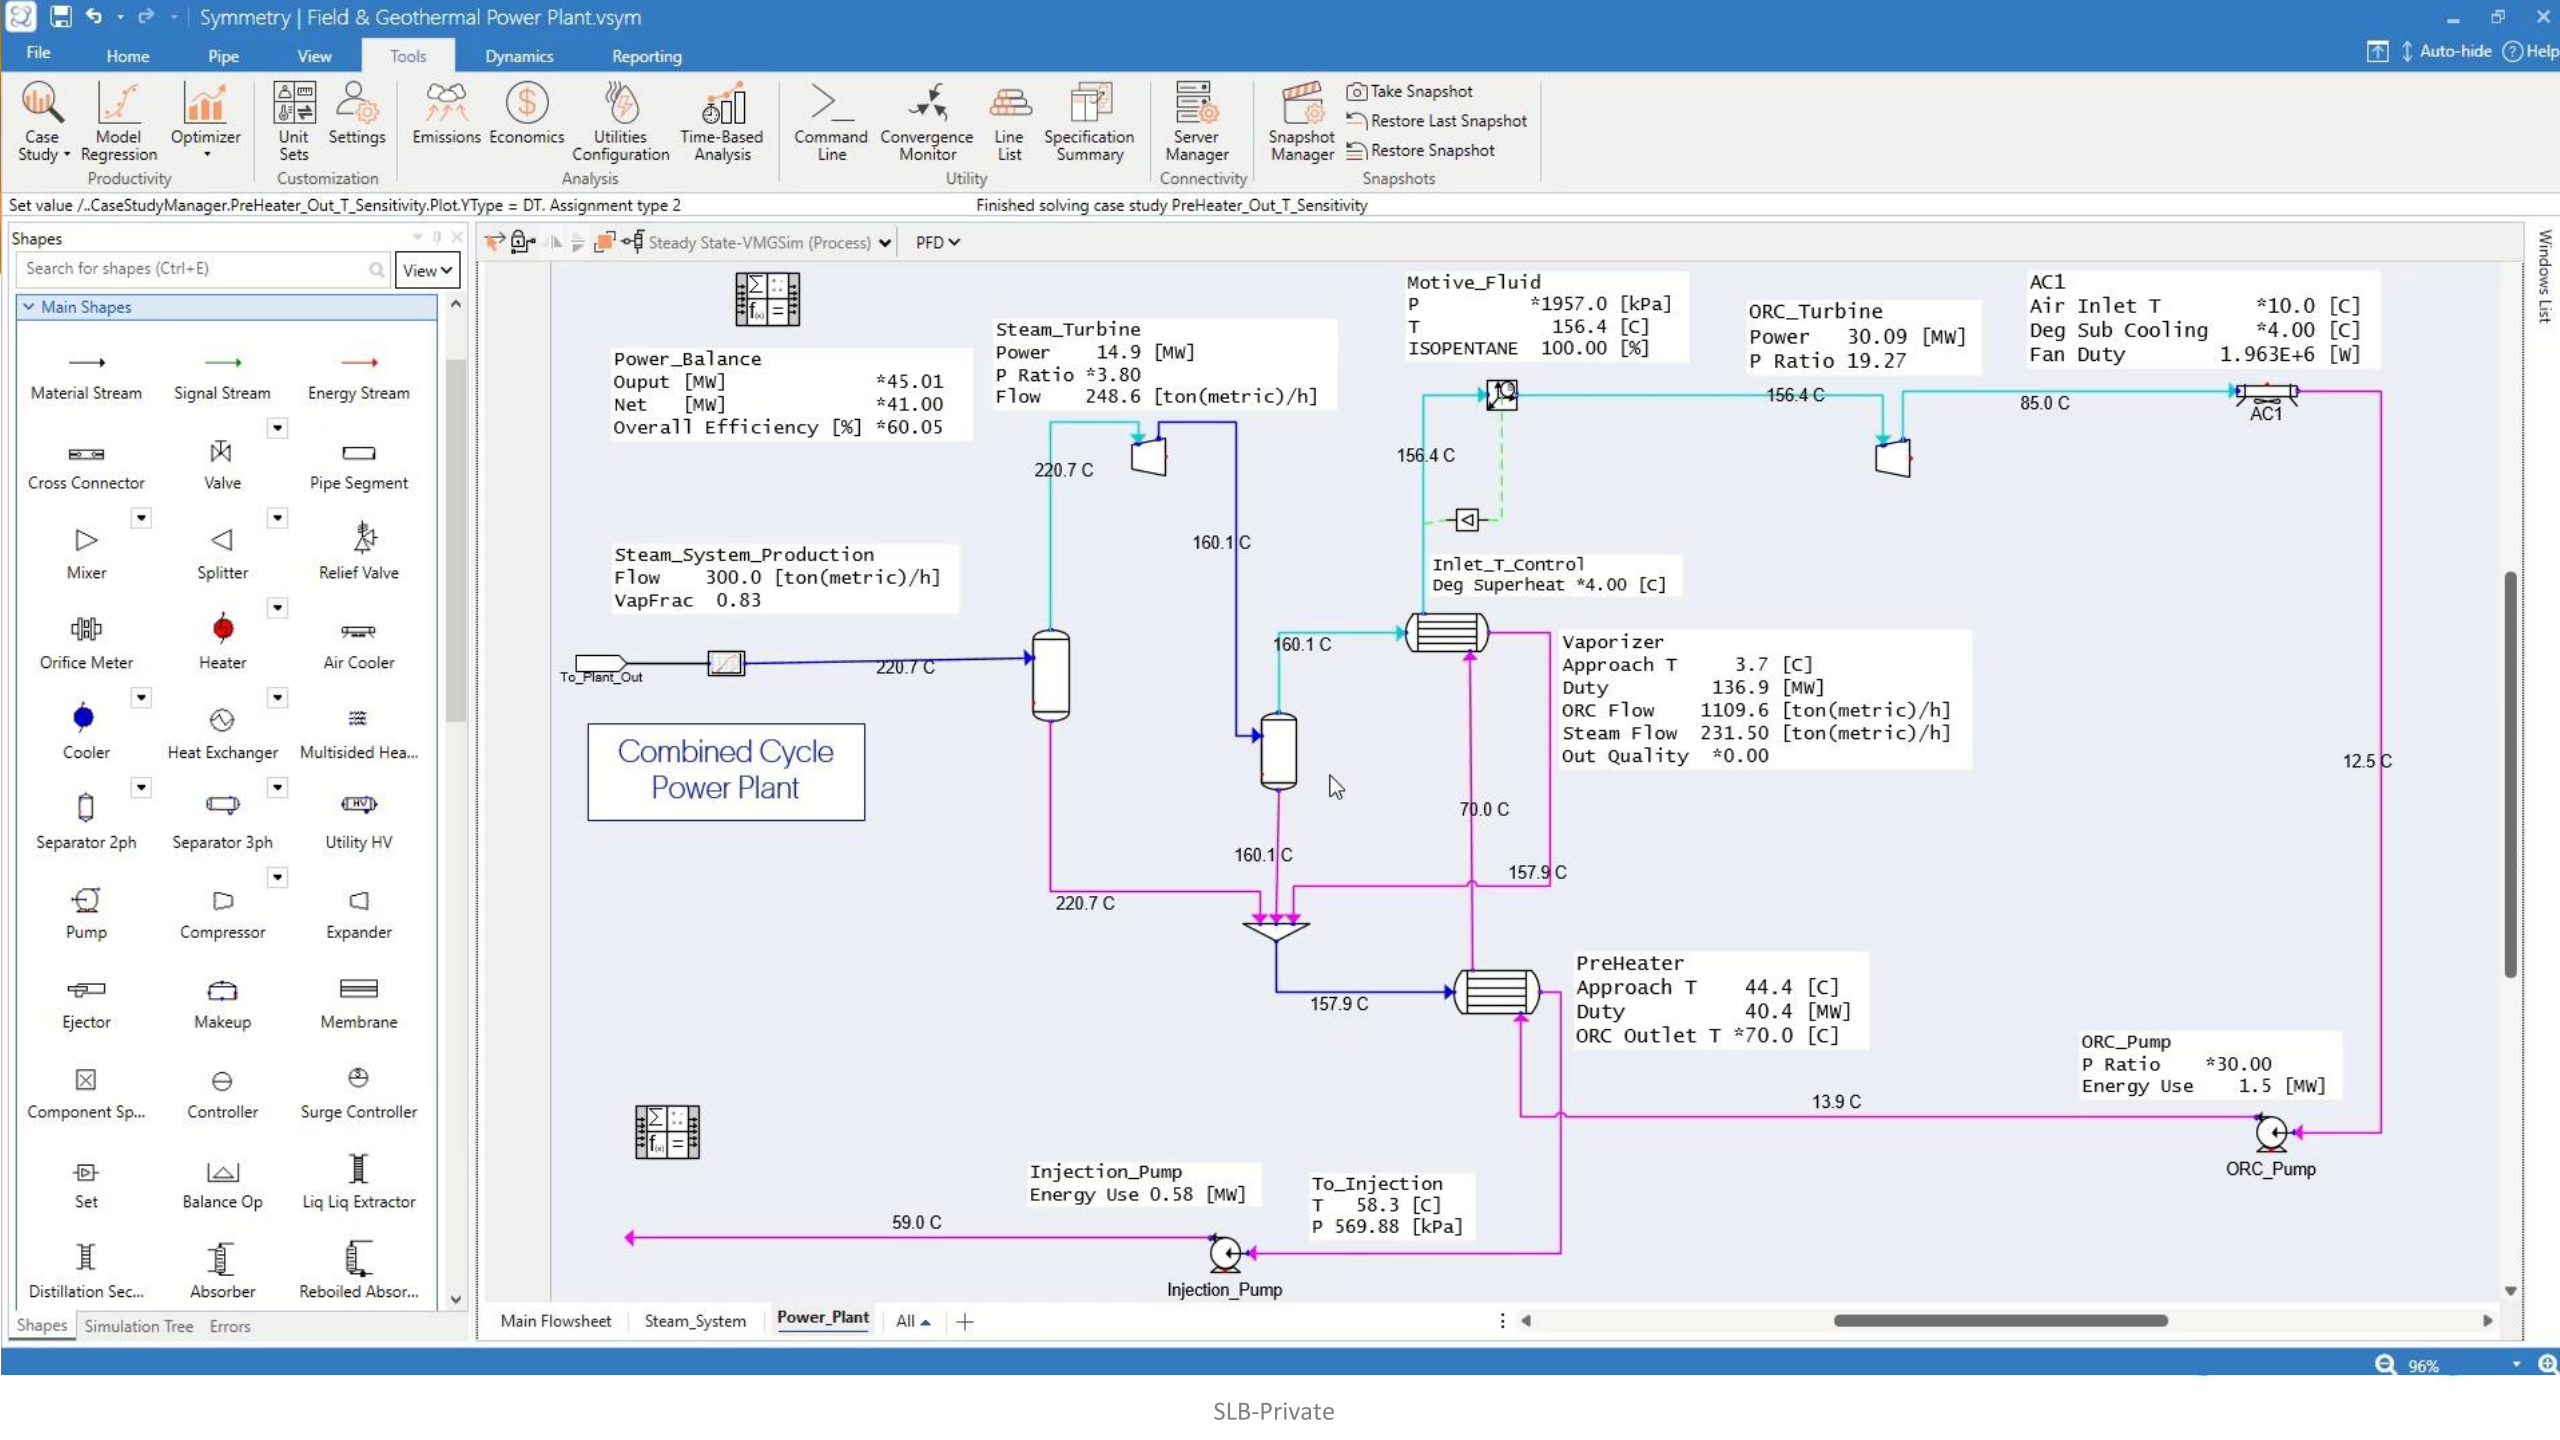 Symmetry | Field & Geothermal Power Plant.vsym
File Home Pipe View Tools Dynamics Reporting Auto-hide Help
Case Study
Model Regression
Optimizer
Productivity
Unit Sets
Settings
Customization
Emissions
Economics
Utilities Configuration
Time-Based Analysis
Analysis
Command Line
Convergence Monitor
Line List
Specification Summary
Utility
Server Manager
Connectivity
Snapshot Manager
Take Snapshot
Restore Last Snapshot
Restore Snapshot
Snapshots
Set value /..CaseStudyManager.PreHeater_Out_T_Sensitivity.Plot.YType = DT. Assignment type 2
Finished solving case study PreHeater_Out_T_Sensitivity
Shapes
Search for shapes (Ctrl+E)
View
Main Shapes
Material Stream Signal Stream Energy Stream
Cross Connector Valve Pipe Segment
Mixer Splitter Relief Valve
Orifice Meter Heater Air Cooler
Cooler Heat Exchanger Multisided Hea...
Separator 2ph Separator 3ph Utility HV
Pump Compressor Expander
Ejector Makeup Membrane
Component Sp... Controller Surge Controller
Set Balance Op Liq Liq Extractor
Distillation Sec... Absorber Reboiled Absor...
Shapes Simulation Tree Errors
Steady State-VMGSim (Process) PFD
Windows List
Power_Balance
Ouput [MW] *45.01
Net [MW] *41.00
Overall Efficiency [%] *60.05
Steam_Turbine
Power 14.9 [MW]
P Ratio *3.80
Flow 248.6 [ton(metric)/h]
Motive_Fluid
P *1957.0 [kPa]
T 156.4 [C]
ISOPENTANE 100.00 [%]
ORC_Turbine
Power 30.09 [MW]
P Ratio 19.27
AC1
Air Inlet T *10.0 [C]
Deg Sub Cooling *4.00 [C]
Fan Duty 1.963E+6 [W]
156.4 C
85.0 C
AC1
220.7 C
156.4 C
160.1 C
Steam_System_Production
Flow 300.0 [ton(metric)/h]
VapFrac 0.83
Inlet_T_Control
Deg Superheat *4.00 [C]
To_Plant_Out
220.7 C
160.1 C
Vaporizer
Approach T 3.7 [C]
Duty 136.9 [MW]
ORC Flow 1109.6 [ton(metric)/h]
Steam Flow 231.50 [ton(metric)/h]
Out Quality *0.00
Combined Cycle
Power Plant
12.5 C
70.0 C
160.1 C
157.9 C
220.7 C
157.9 C
PreHeater
Approach T 44.4 [C]
Duty 40.4 [MW]
ORC Outlet T *70.0 [C]
ORC_Pump
P Ratio *30.00
Energy Use 1.5 [MW]
13.9 C
ORC_Pump
Injection_Pump
Energy Use 0.58 [MW]
To_Injection
T 58.3 [C]
P 569.88 [kPa]
59.0 C
Injection_Pump
Main Flowsheet Steam_System Power_Plant All
96%
SLB-Private